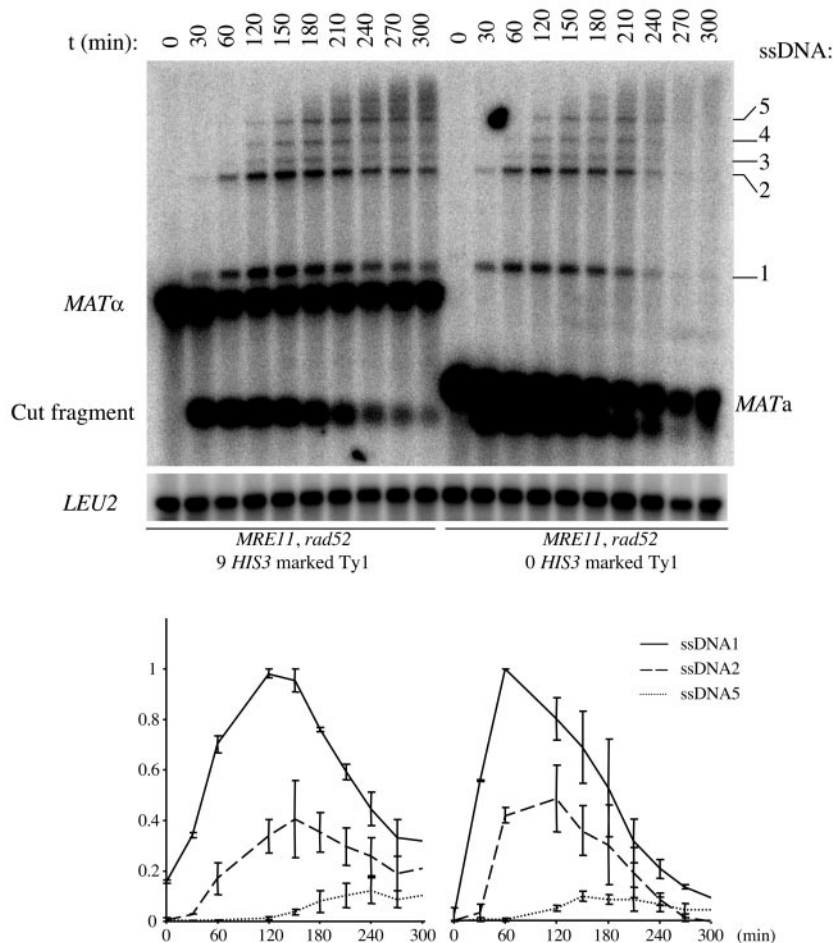 t (min): 0 30 60 120 150 180 210 240 270 300 0 30 60 120 150 180 210 240 270 300 ssDNA:
5
4
3
2
1
MATα
Cut fragment
MATa
LEU2
MRE11, rad52
9 HIS3 marked Ty1
MRE11, rad52
0 HIS3 marked Ty1
ssDNA1
ssDNA2
ssDNA5
1
0.8
0.6
0.4
0.2
0
0 60 120 180 240 300 0 60 120 180 240 300 (min)